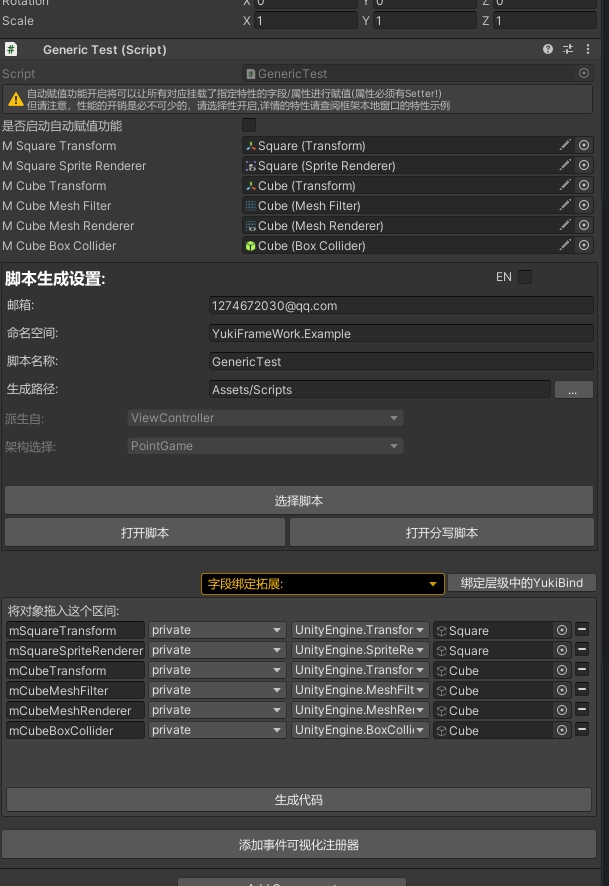 Rotation X 0 Y 0 Z 0
Scale X 1 Y 1 Z 1
# Generic Test (Script)
Script GenericTest
自动赋值功能开启将可以让所有对应挂载了指定特性的字段/属性进行赋值(属性必须有Setter!)
但请注意，性能的开销是必不可少的，请选择性开启,详情的特性请查阅框架本地窗口的特性示例
是否启动自动赋值功能
M Square Transform Square (Transform)
M Square Sprite Renderer Square (Sprite Renderer)
M Cube Transform Cube (Transform)
M Cube Mesh Filter Cube (Mesh Filter)
M Cube Mesh Renderer Cube (Mesh Renderer)
M Cube Box Collider Cube (Box Collider)
脚本生成设置: EN
邮箱: 1274672030@qq.com
命名空间: YukiFrameWork.Example
脚本名称: GenericTest
生成路径: Assets/Scripts ...
派生自: ViewController
架构选择: PointGame
选择脚本
打开脚本 打开分写脚本
字段绑定拓展: 绑定层级中的YukiBind
将对象拖入这个区间:
mSquareTransform private UnityEngine.Transfor Square
mSquareSpriteRenderer private UnityEngine.SpriteRe Square
mCubeTransform private UnityEngine.Transfor Cube
mCubeMeshFilter private UnityEngine.MeshFilt Cube
mCubeMeshRenderer private UnityEngine.MeshRei Cube
mCubeBoxCollider private UnityEngine.BoxCollic Cube
生成代码
添加事件可视化注册器